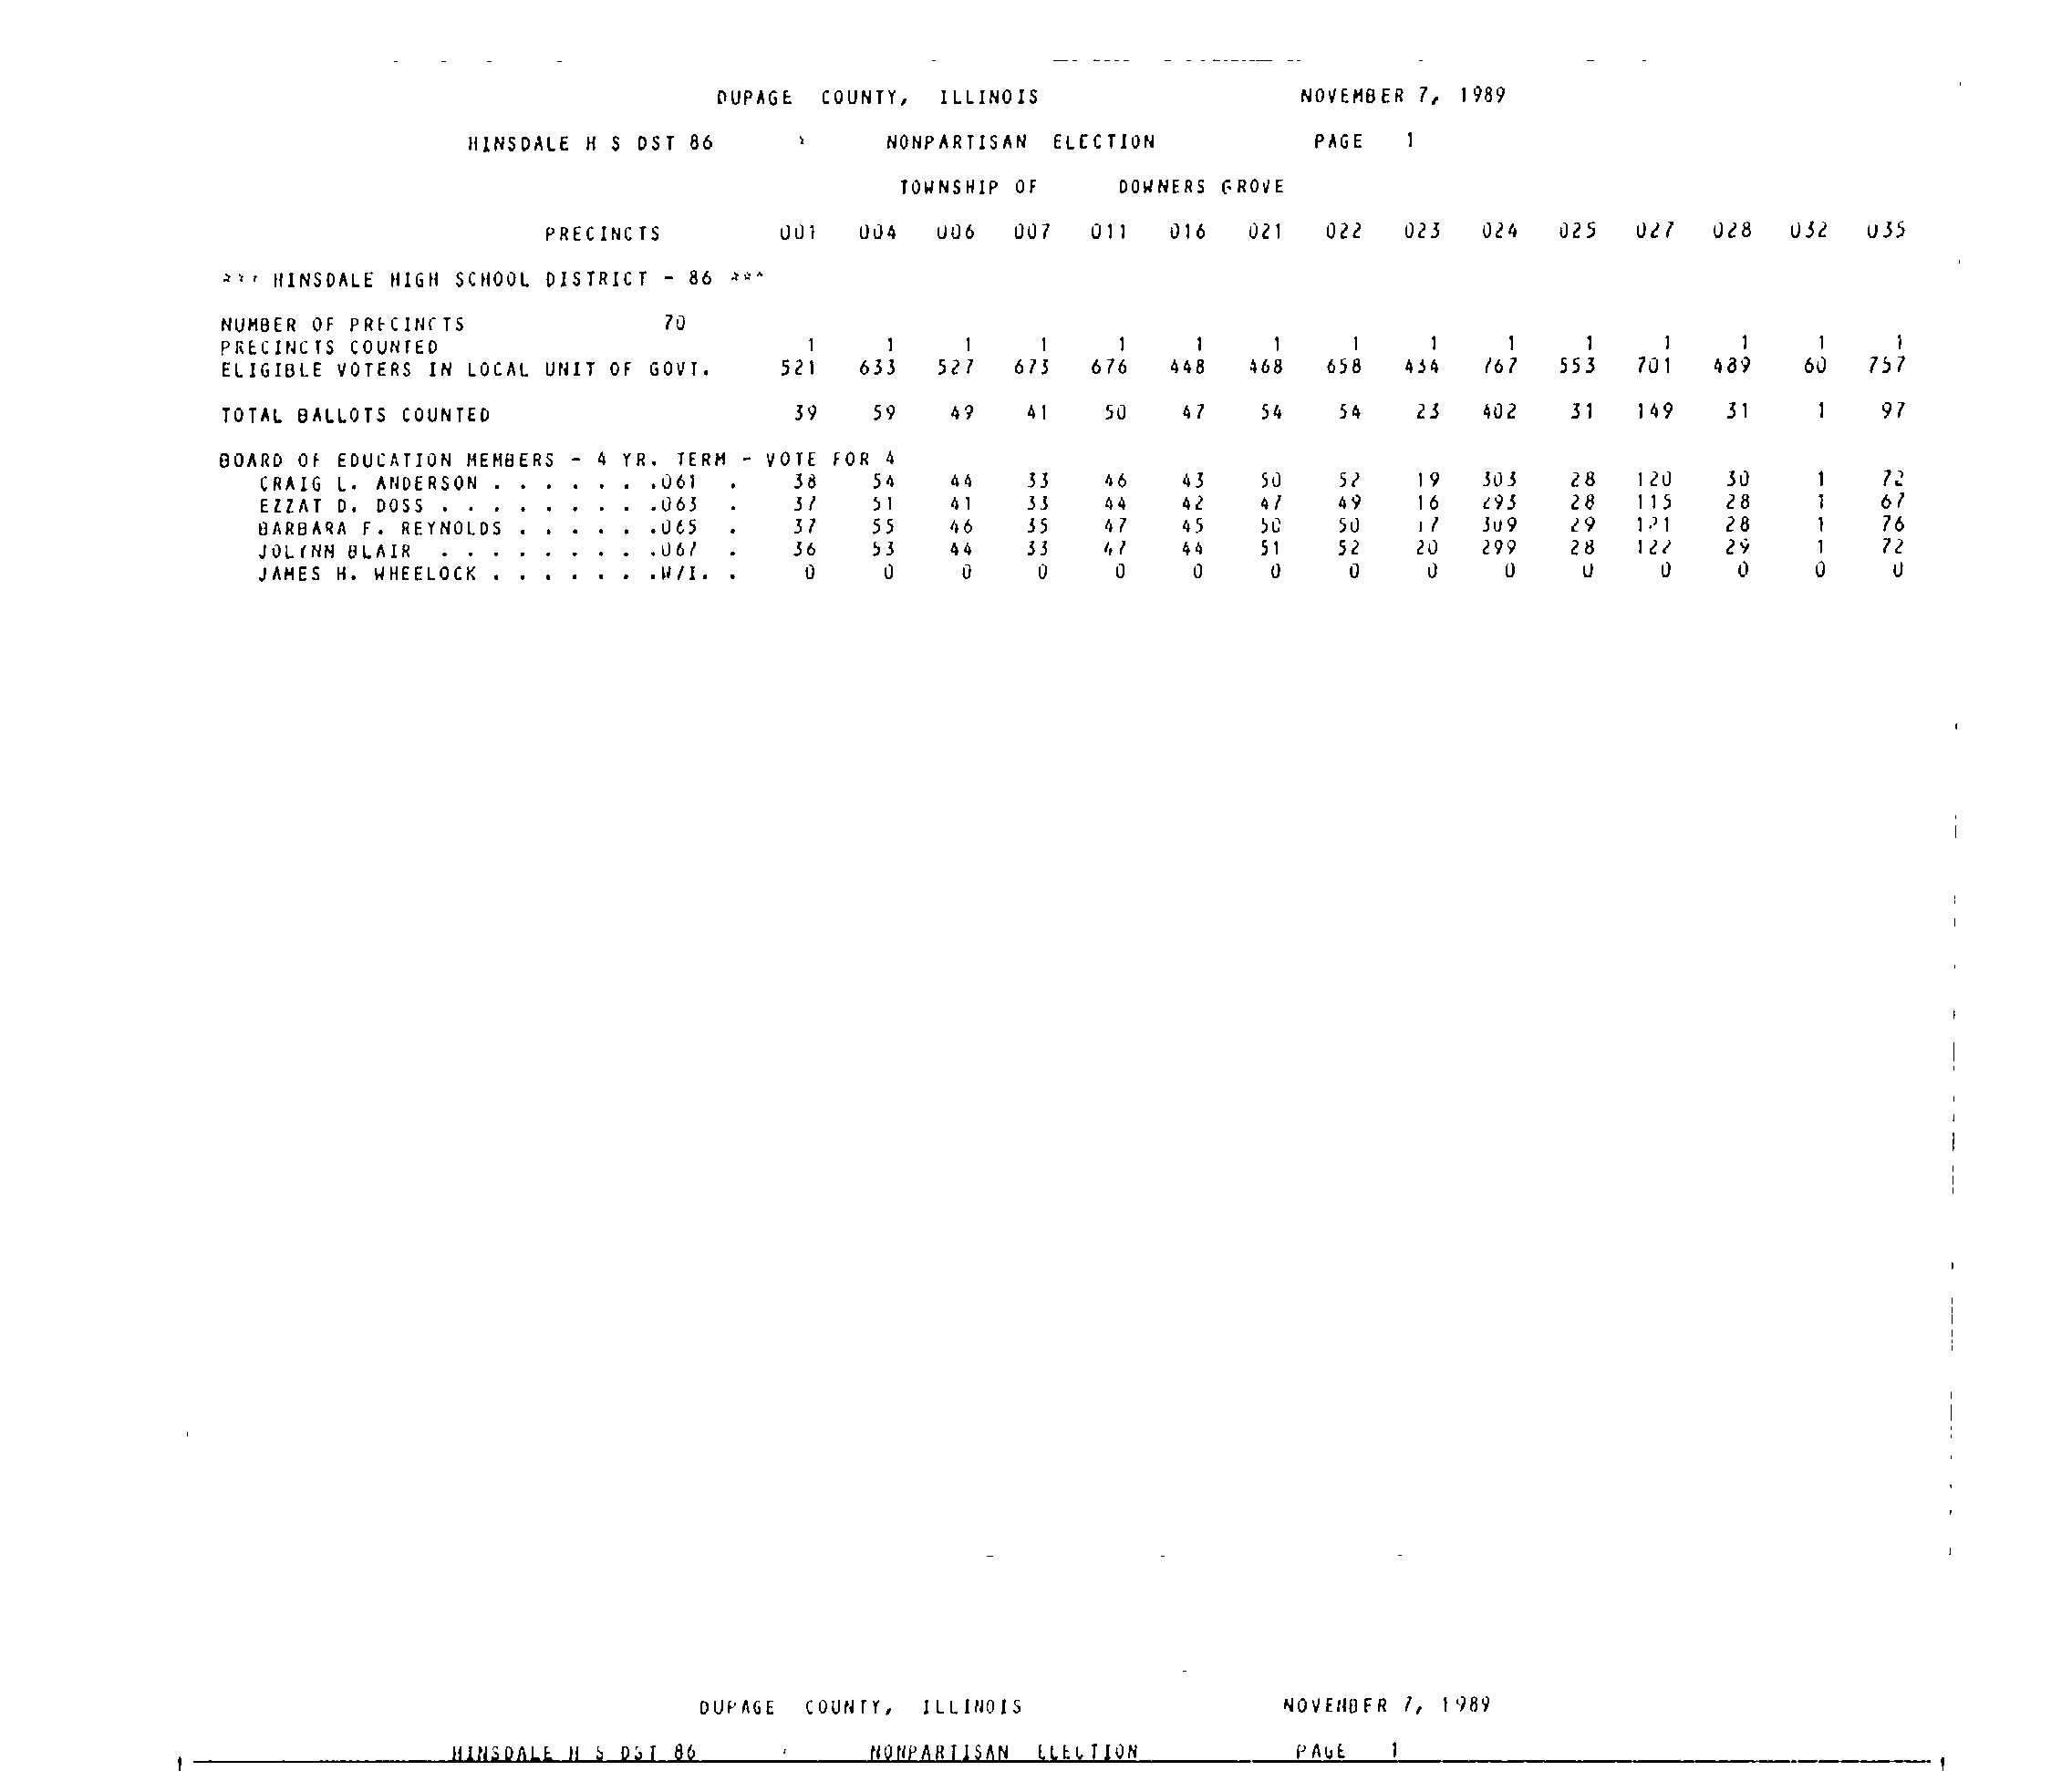 DUPAGE COUNTY, ILLINOIS NOVEMBER 7, 1989
HINSDALE H S DST 86 NONPARTISAN ELECTION PAGE 1
TOWNSHIP OF DOWNERS GROVE
PRECINCTS 001 004 006 007 011 016 021 022 023 024 025 027 028 032 035
*** HINSDALE HIGH SCHOOL DISTRICT - 86 ***
NUMBER OF PRECINCTS 70
PRECINCTS COUNTED 1 1 1 1 1 1 1 1 1 1 1 1 1 1 1
ELIGIBLE VOTERS IN LOCAL UNIT OF GOVT. 521 633 527 673 676 448 468 658 434 767 553 701 489 60 757
TOTAL BALLOTS COUNTED 39 59 49 41 50 47 54 54 23 402 31 149 31 1 97
BOARD OF EDUCATION MEMBERS - 4 YR. TERM - VOTE FOR 4
CRAIG L. ANDERSON . . . . . . .061 . 38 54 44 33 46 43 50 52 19 303 28 120 30 1 72
EZZAT D. DOSS . . . . . . . . .063 . 37 51 41 33 44 42 47 49 16 293 28 115 28 1 67
BARBARA F. REYNOLDS . . . . . .065 . 37 55 46 35 47 45 50 50 17 309 29 121 28 1 76
JOLYNN BLAIR . . . . . . . . .067 . 36 53 44 33 47 44 51 52 20 299 28 122 29 1 72
JAMES H. WHEELOCK . . . . . . .W/I. . 0 0 0 0 0 0 0 0 0 0 0 0 0 0 0
DUPAGE COUNTY, ILLINOIS NOVEMBER 7, 1989
HINSDALE H S DST 86 NONPARTISAN ELECTION PAGE 1